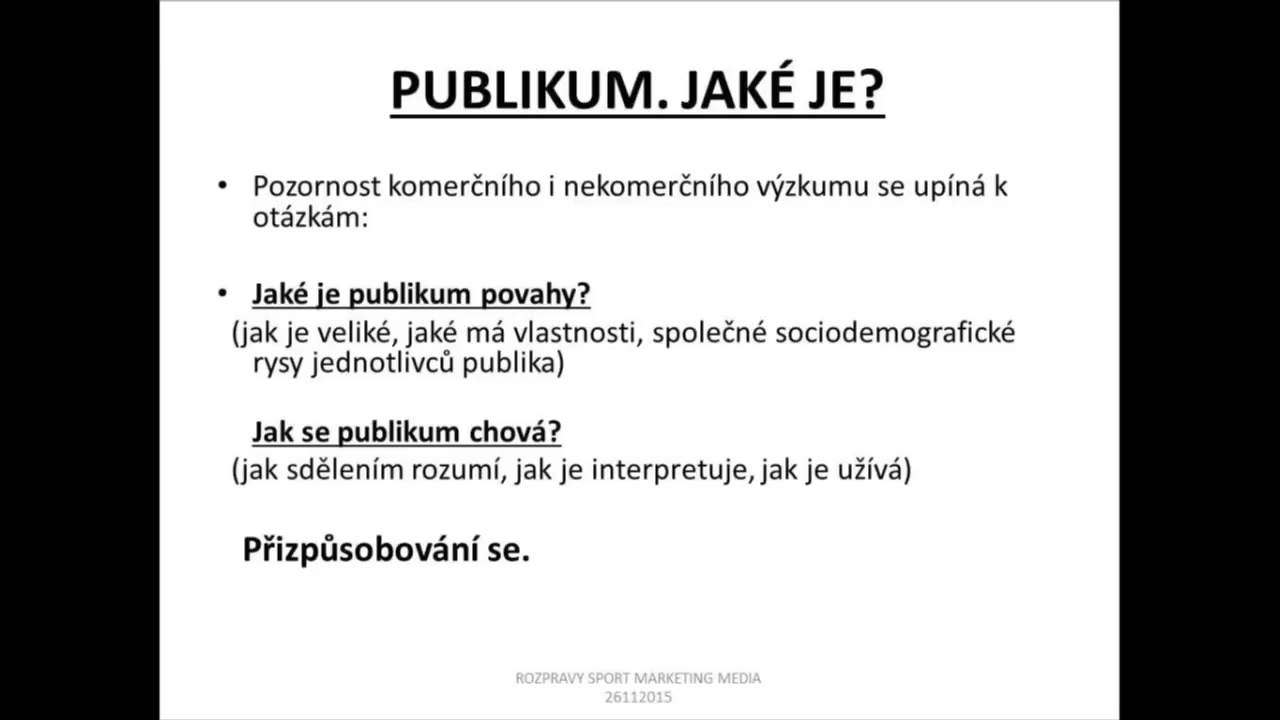 PUBLIKUM. JAKÉ JE?
• Pozornost komerčního i nekomerčního výzkumu se upíná k
otázkám:
• Jaké je publikum povahy?
(jak je veliké, jaké má vlastnosti, společné sociodemografické
rysy jednotlivců publika)
Jak se publikum chová?
(jak sdělením rozumí, jak je interpretuje, jak je užívá)
Přizpůsobování se.
ROZPRAVY SPORT MARKETING MEDIA
26112015